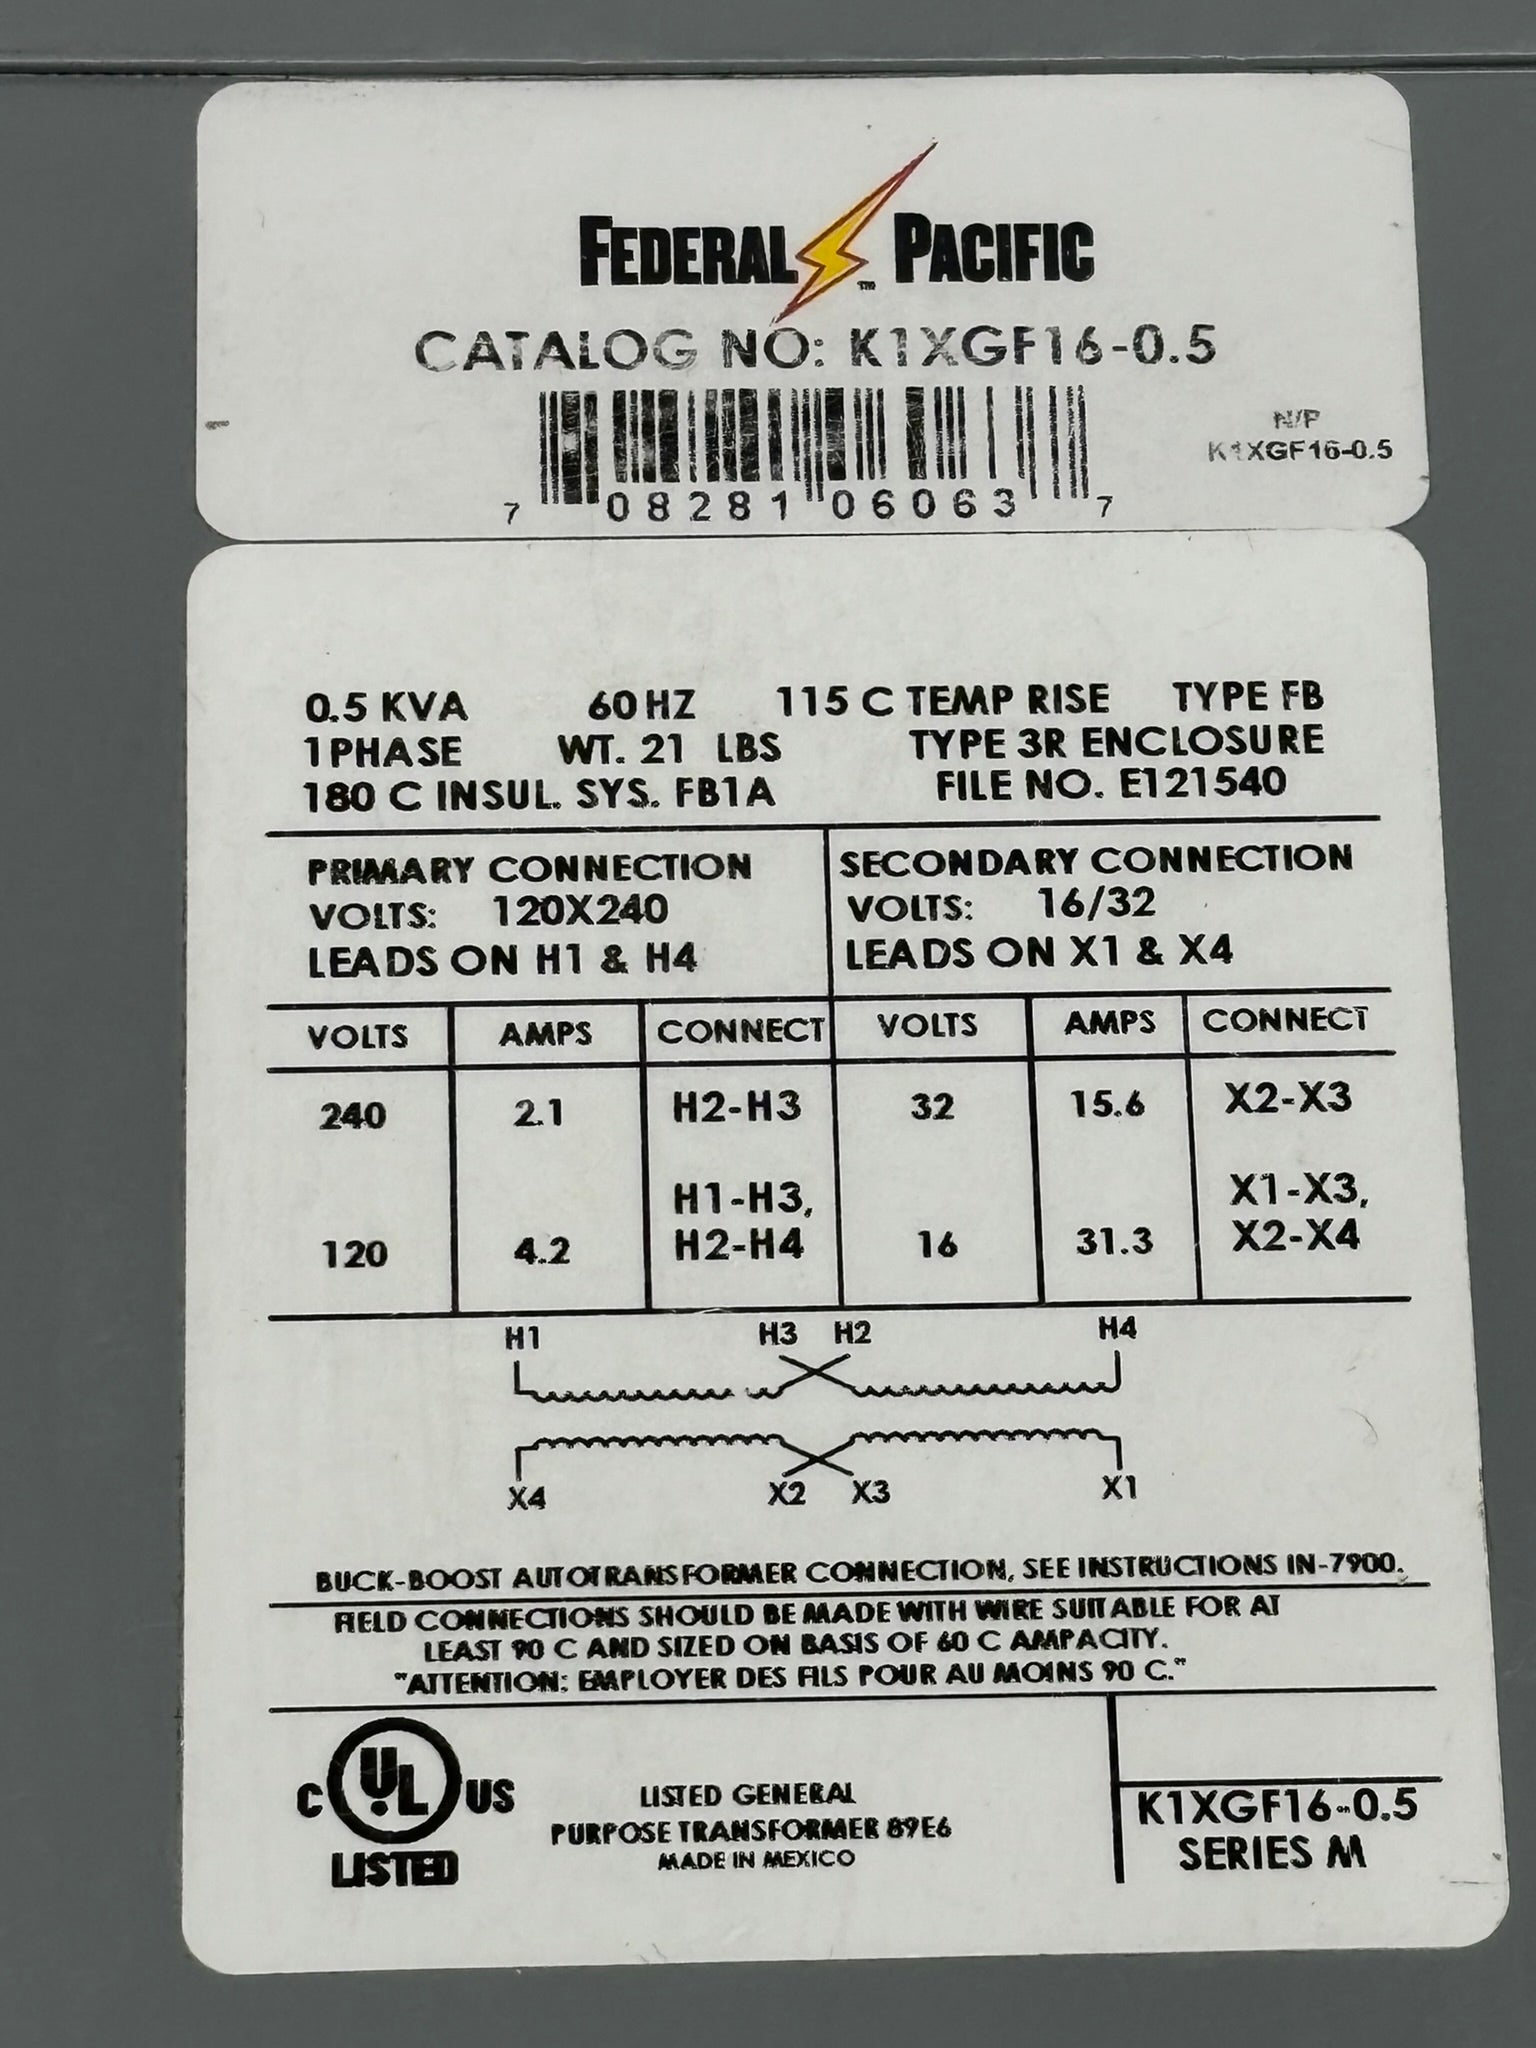 FEDERAL PACIFIC
™
CATALOG NO: K1XGF16-0.5
N/P
K1XGF16-0.5
7 08281 06063 7
0.5 KVA 60 HZ 115 C TEMP RISE TYPE FB
1 PHASE WT. 21 LBS TYPE 3R ENCLOSURE
180 C INSUL. SYS. FB1A FILE NO. E121540
PRIMARY CONNECTION
VOLTS: 120X240
LEADS ON H1 & H4
SECONDARY CONNECTION
VOLTS: 16/32
LEADS ON X1 & X4
VOLTS AMPS CONNECT VOLTS AMPS CONNECT
240 2.1 H2-H3 32 15.6 X2-X3
H1-H3, X1-X3,
120 4.2 H2-H4 16 31.3 X2-X4
H1 H3 H2 H4
X4 X2 X3 X1
BUCK-BOOST AUTOTRANSFORMER CONNECTION, SEE INSTRUCTIONS IN-7900.
FIELD CONNECTIONS SHOULD BE MADE WITH WIRE SUITABLE FOR AT
LEAST 90 C AND SIZED ON BASIS OF 60 C AMPACITY.
"ATTENTION: EMPLOYER DES FILS POUR AU MOINS 90 C."
C UL US
LISTED
LISTED GENERAL
PURPOSE TRANSFORMER 89E6
MADE IN MEXICO
K1XGF16-0.5
SERIES M